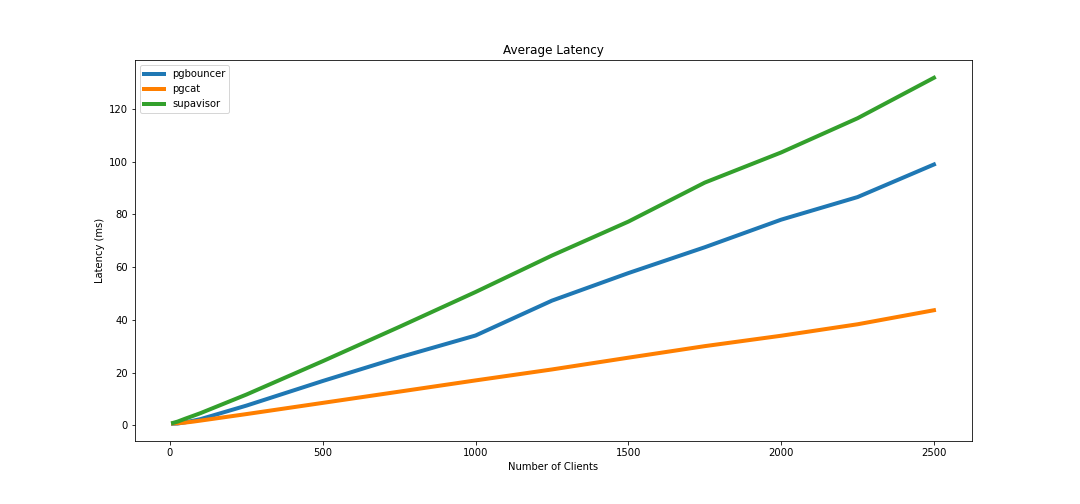 Average Latency
pgbouncer
pgcat
supavisor
120
100
80
60
40
20
0
Latency (ms)
0 500 1000 1500 2000 2500
Number of Clients